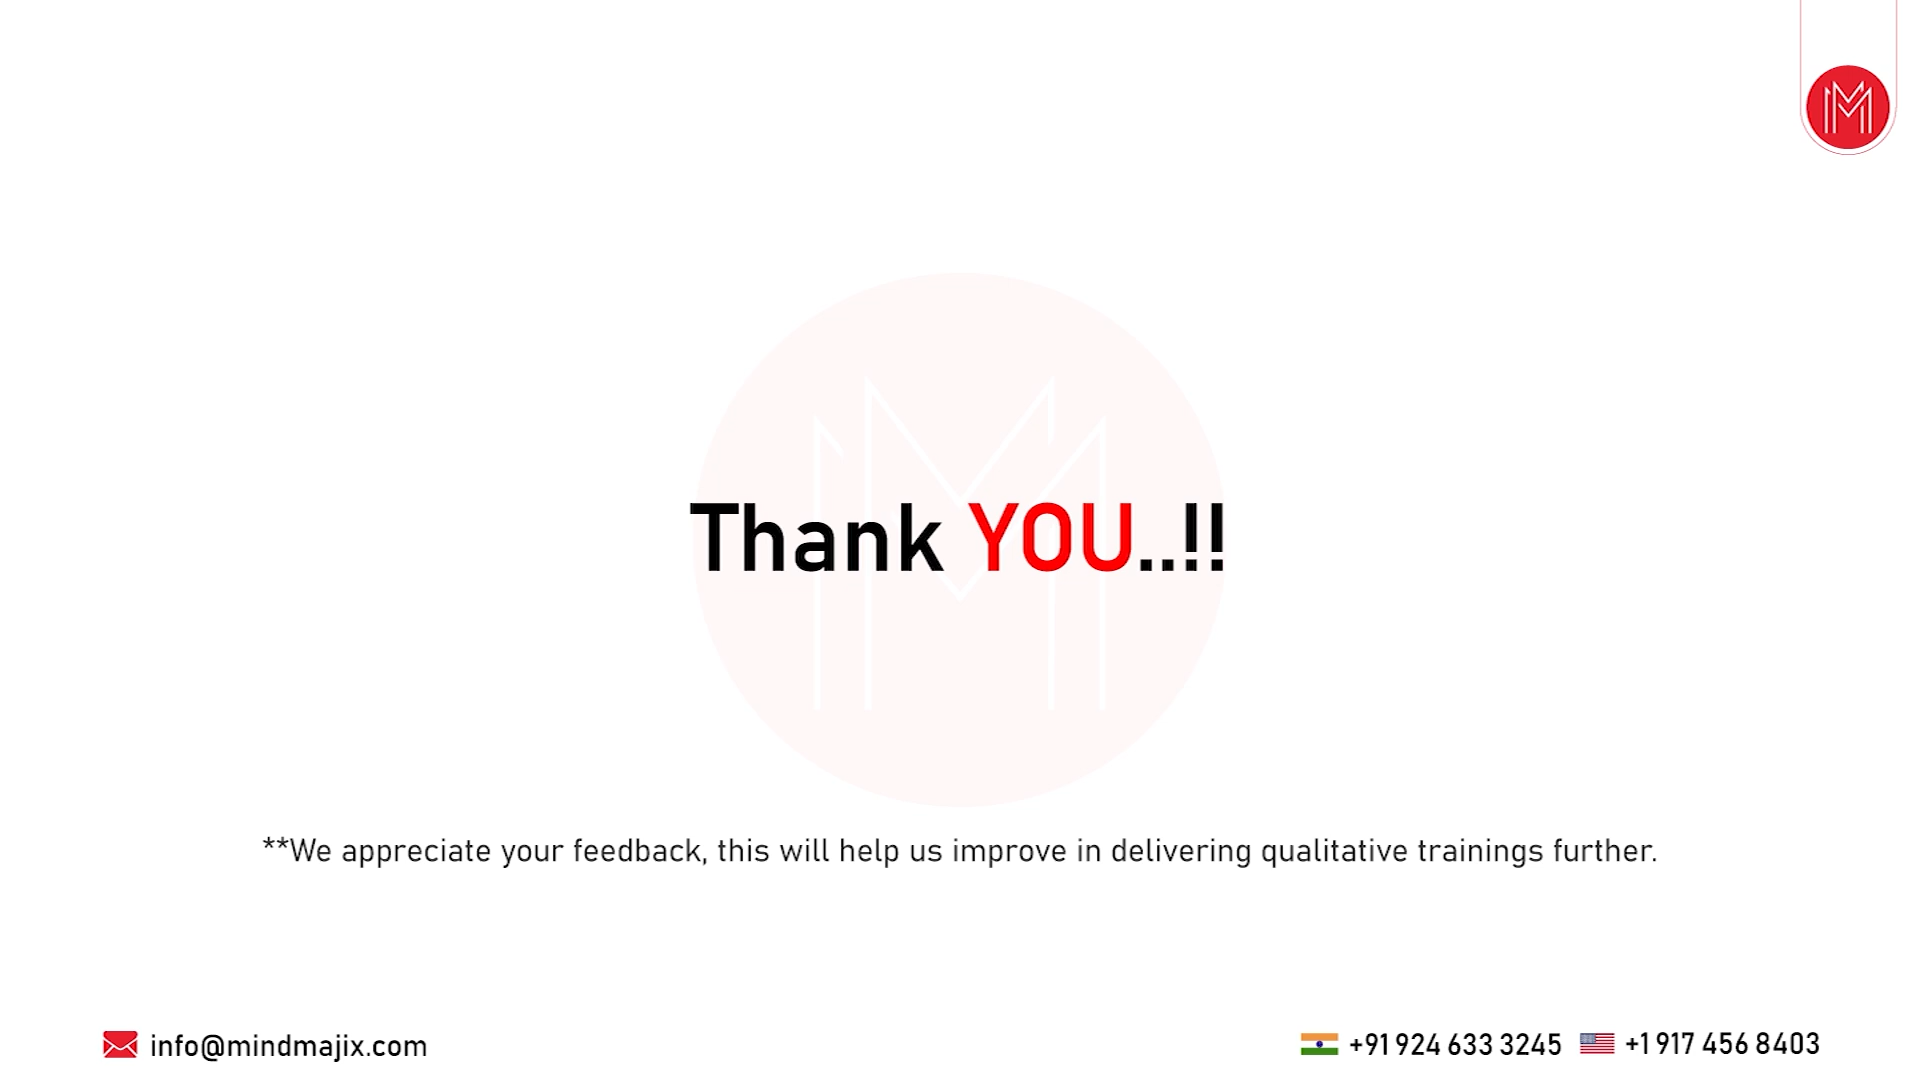 Thank YOU..!!
**We appreciate your feedback, this will help us improve in delivering qualitative trainings further.
info@mindmajix.com
+91 924 633 3245
+1 917 456 8403